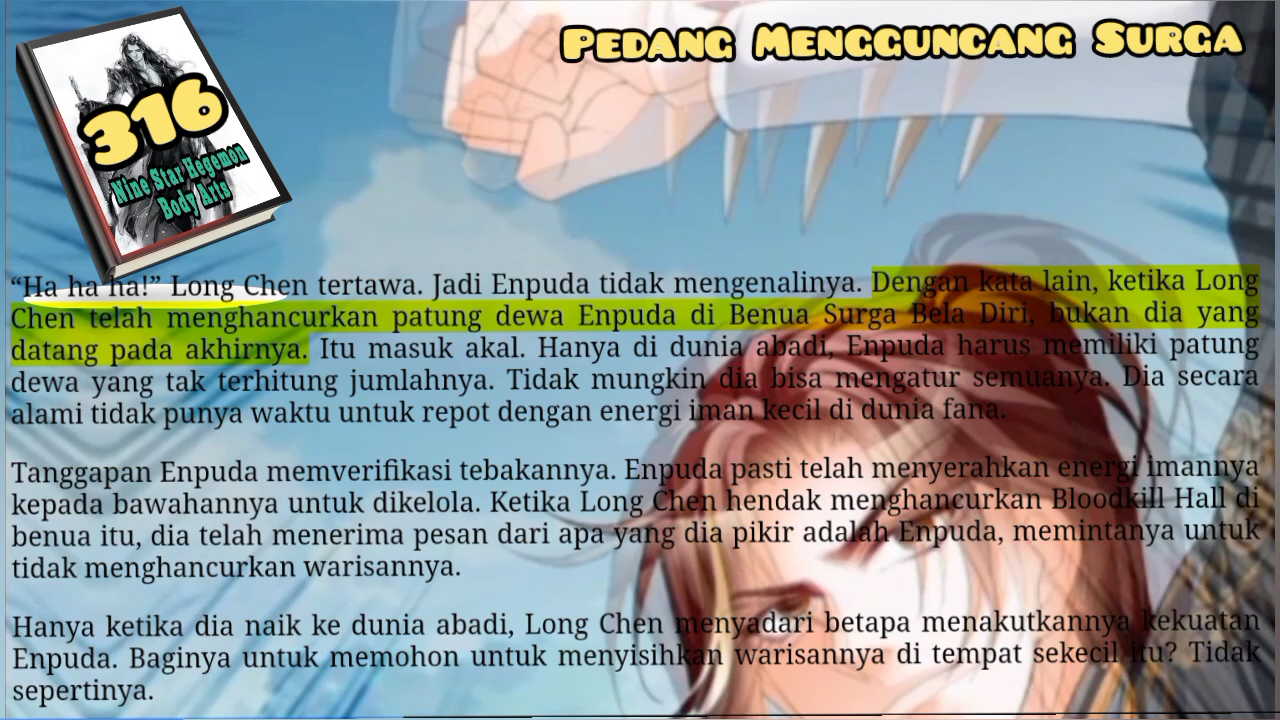 Pedang Mengguncang Surga
316
Nine Star Hegemon
Body Arts
“Ha ha ha!” Long Chen tertawa. Jadi Enpuda tidak mengenalinya. Dengan kata lain, ketika Long
Chen telah menghancurkan patung dewa Enpuda di Benua Surga Bela Diri, bukan dia yang
datang pada akhirnya. Itu masuk akal. Hanya di dunia abadi, Enpuda harus memiliki patung
dewa yang tak terhitung jumlahnya. Tidak mungkin dia bisa mengatur semuanya. Dia secara
alami tidak punya waktu untuk repot dengan energi iman kecil di dunia fana.
Tanggapan Enpuda memverifikasi tebakannya. Enpuda pasti telah menyerahkan energi imannya
kepada bawahannya untuk dikelola. Ketika Long Chen hendak menghancurkan Bloodkill Hall di
benua itu, dia telah menerima pesan dari apa yang dia pikir adalah Enpuda, memintanya untuk
tidak menghancurkan warisannya.
Hanya ketika dia naik ke dunia abadi, Long Chen menyadari betapa menakutkannya kekuatan
Enpuda. Baginya untuk memohon untuk menyisihkan warisannya di tempat sekecil itu? Tidak
sepertinya.